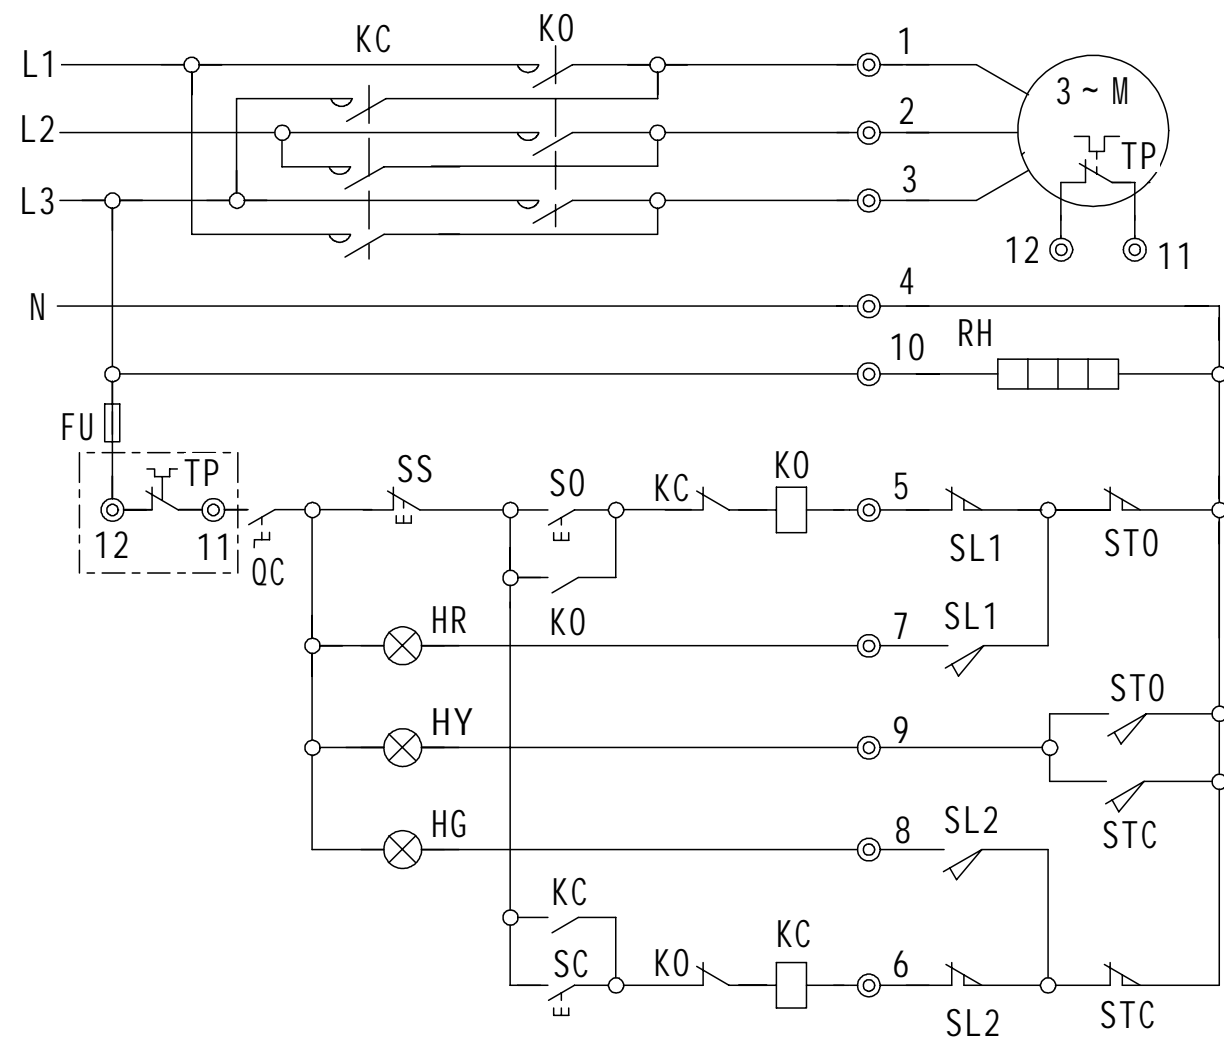 KC KO 1
L1
3~M
L2 2
TP
L3 3
12 11
N 4
10 RH
FU
TP SS SO KC KO 5
12 11 QC SL1 STO
HR KO 7 SL1
STO
HY 9
HG 8 SL2 STC
KC
SC KO KC 6
SL2 STC